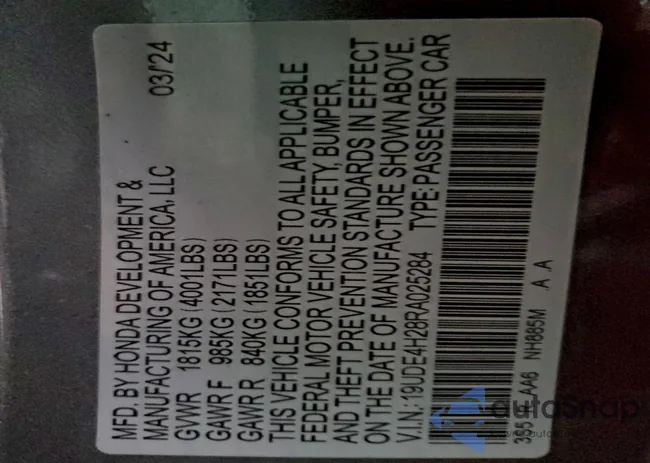 MFD. BY HONDA DEVELOPMENT &
MANUFACTURING OF AMERICA, LLC 03/'24
GVWR 1815KG (4001LBS)
GAWR F 985KG (2171LBS)
GAWR R 840KG (1851LBS)
THIS VEHICLE CONFORMS TO ALL APPLICABLE
FEDERAL MOTOR VEHICLE SAFETY, BUMPER,
AND THEFT PREVENTION STANDARDS IN EFFECT
ON THE DATE OF MANUFACTURE SHOWN ABOVE.
V.I.N.: 19UDE4H28RA025284 TYPE: PASSENGER CAR
NH885M A A
autoSnap